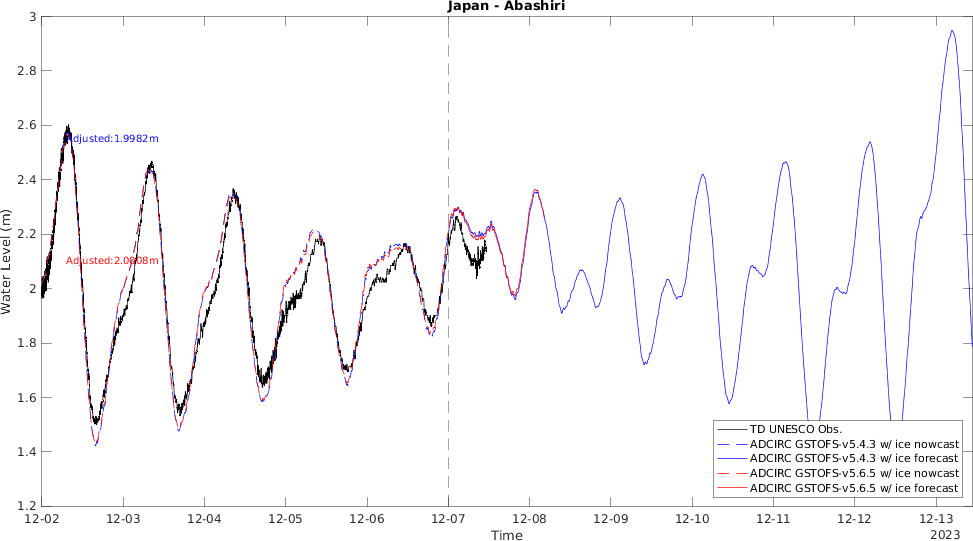 Japan - Abashiri
Water Level (m)
3
2.8
2.6
2.4
2.2
2
1.8
1.6
1.4
1.2
Adjusted:1.9982m
Adjusted:2.0008m
TD UNESCO Obs.
ADCIRC GSTOFS-v5.4.3 w/ ice nowcast
ADCIRC GSTOFS-v5.4.3 w/ ice forecast
ADCIRC GSTOFS-v5.6.5 w/ ice nowcast
ADCIRC GSTOFS-v5.6.5 w/ ice forecast
12-02 12-03 12-04 12-05 12-06 12-07 12-08 12-09 12-10 12-11 12-12 12-13
2023
Time